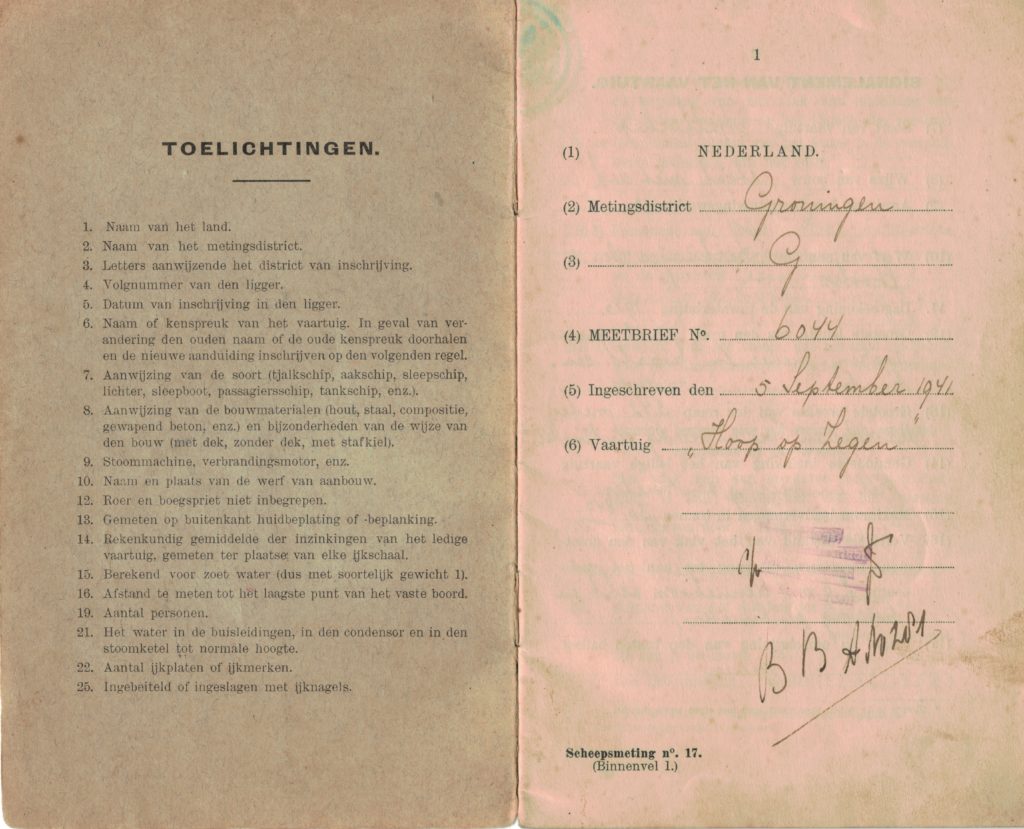 TOELICHTINGEN.
1. Naam van het land.
2. Naam van het metingsdistrict.
3. Letters aanwijzende het district van inschrijving.
4. Volgnummer van den ligger.
5. Datum van inschrijving in den ligger.
6. Naam of kenspreuk van het vaartuig. In geval van ver-
andering den ouden naam of de oude kenspreuk doorhalen
en de nieuwe aanduiding inschrijven op den volgenden regel.
7. Aanwijzing van de soort (tjalkschip, aakschip, sleepschip,
lichter, sleepboot, passagiersschip, tankschip, enz.).
8. Aanwijzing van de bouwmaterialen (hout, staal, compositie,
gewapend beton, enz.) en bijzonderheden van de wijze van
den bouw (met dek, zonder dek, met stafkiel).
9. Stoommachine, verbrandingsmotor, enz.
10. Naam en plaats van de werf van aanbouw.
12. Roer en boegspriet niet inbegrepen.
13. Gemeten op buitenkant huidbeplating of -beplanking.
14. Rekenkundig gemiddelde der inzinkingen van het ledige
vaartuig, gemeten ter plaatse van elke ijkschaal.
15. Berekend voor zoet water (dus met soortelijk gewicht 1).
16. Afstand te meten tot het laagste punt van het vaste boord.
19. Aantal personen.
21. Het water in de buisleidingen, in den condensor en in den
stoomketel tot normale hoogte.
22. Aantal ijkplaten of ijkmerken.
25. Ingebeiteld of ingeslagen met ijknagels.
1
(1) NEDERLAND.
(2) Metingsdistrict Groningen
(3) G
(4) MEETBRIEF No. 6044
(5) Ingeschreven den 5 September 1941.
(6) Vaartuig „Hoop op Zegen"
B B A No 281
Scheepsmeting no. 17.
(Binnenvel 1.)